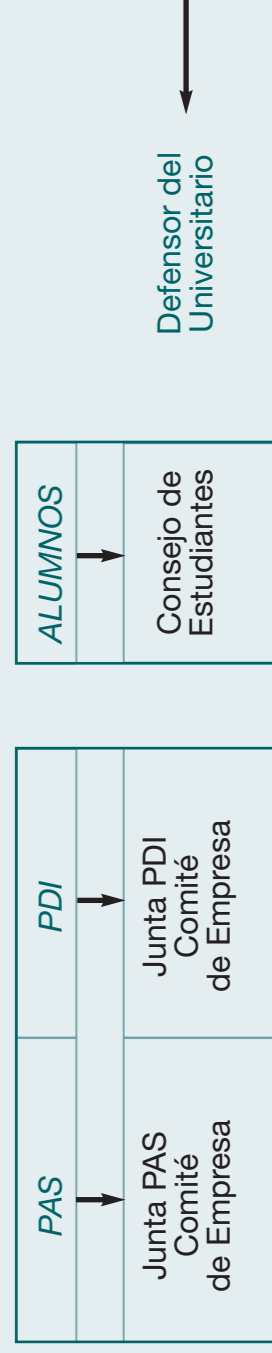 PAS
Junta PAS
Comité
de Empresa
PDI
Junta PDI
Comité
de Empresa
ALUMNOS
Consejo de
Estudiantes
Defensor del
Universitario